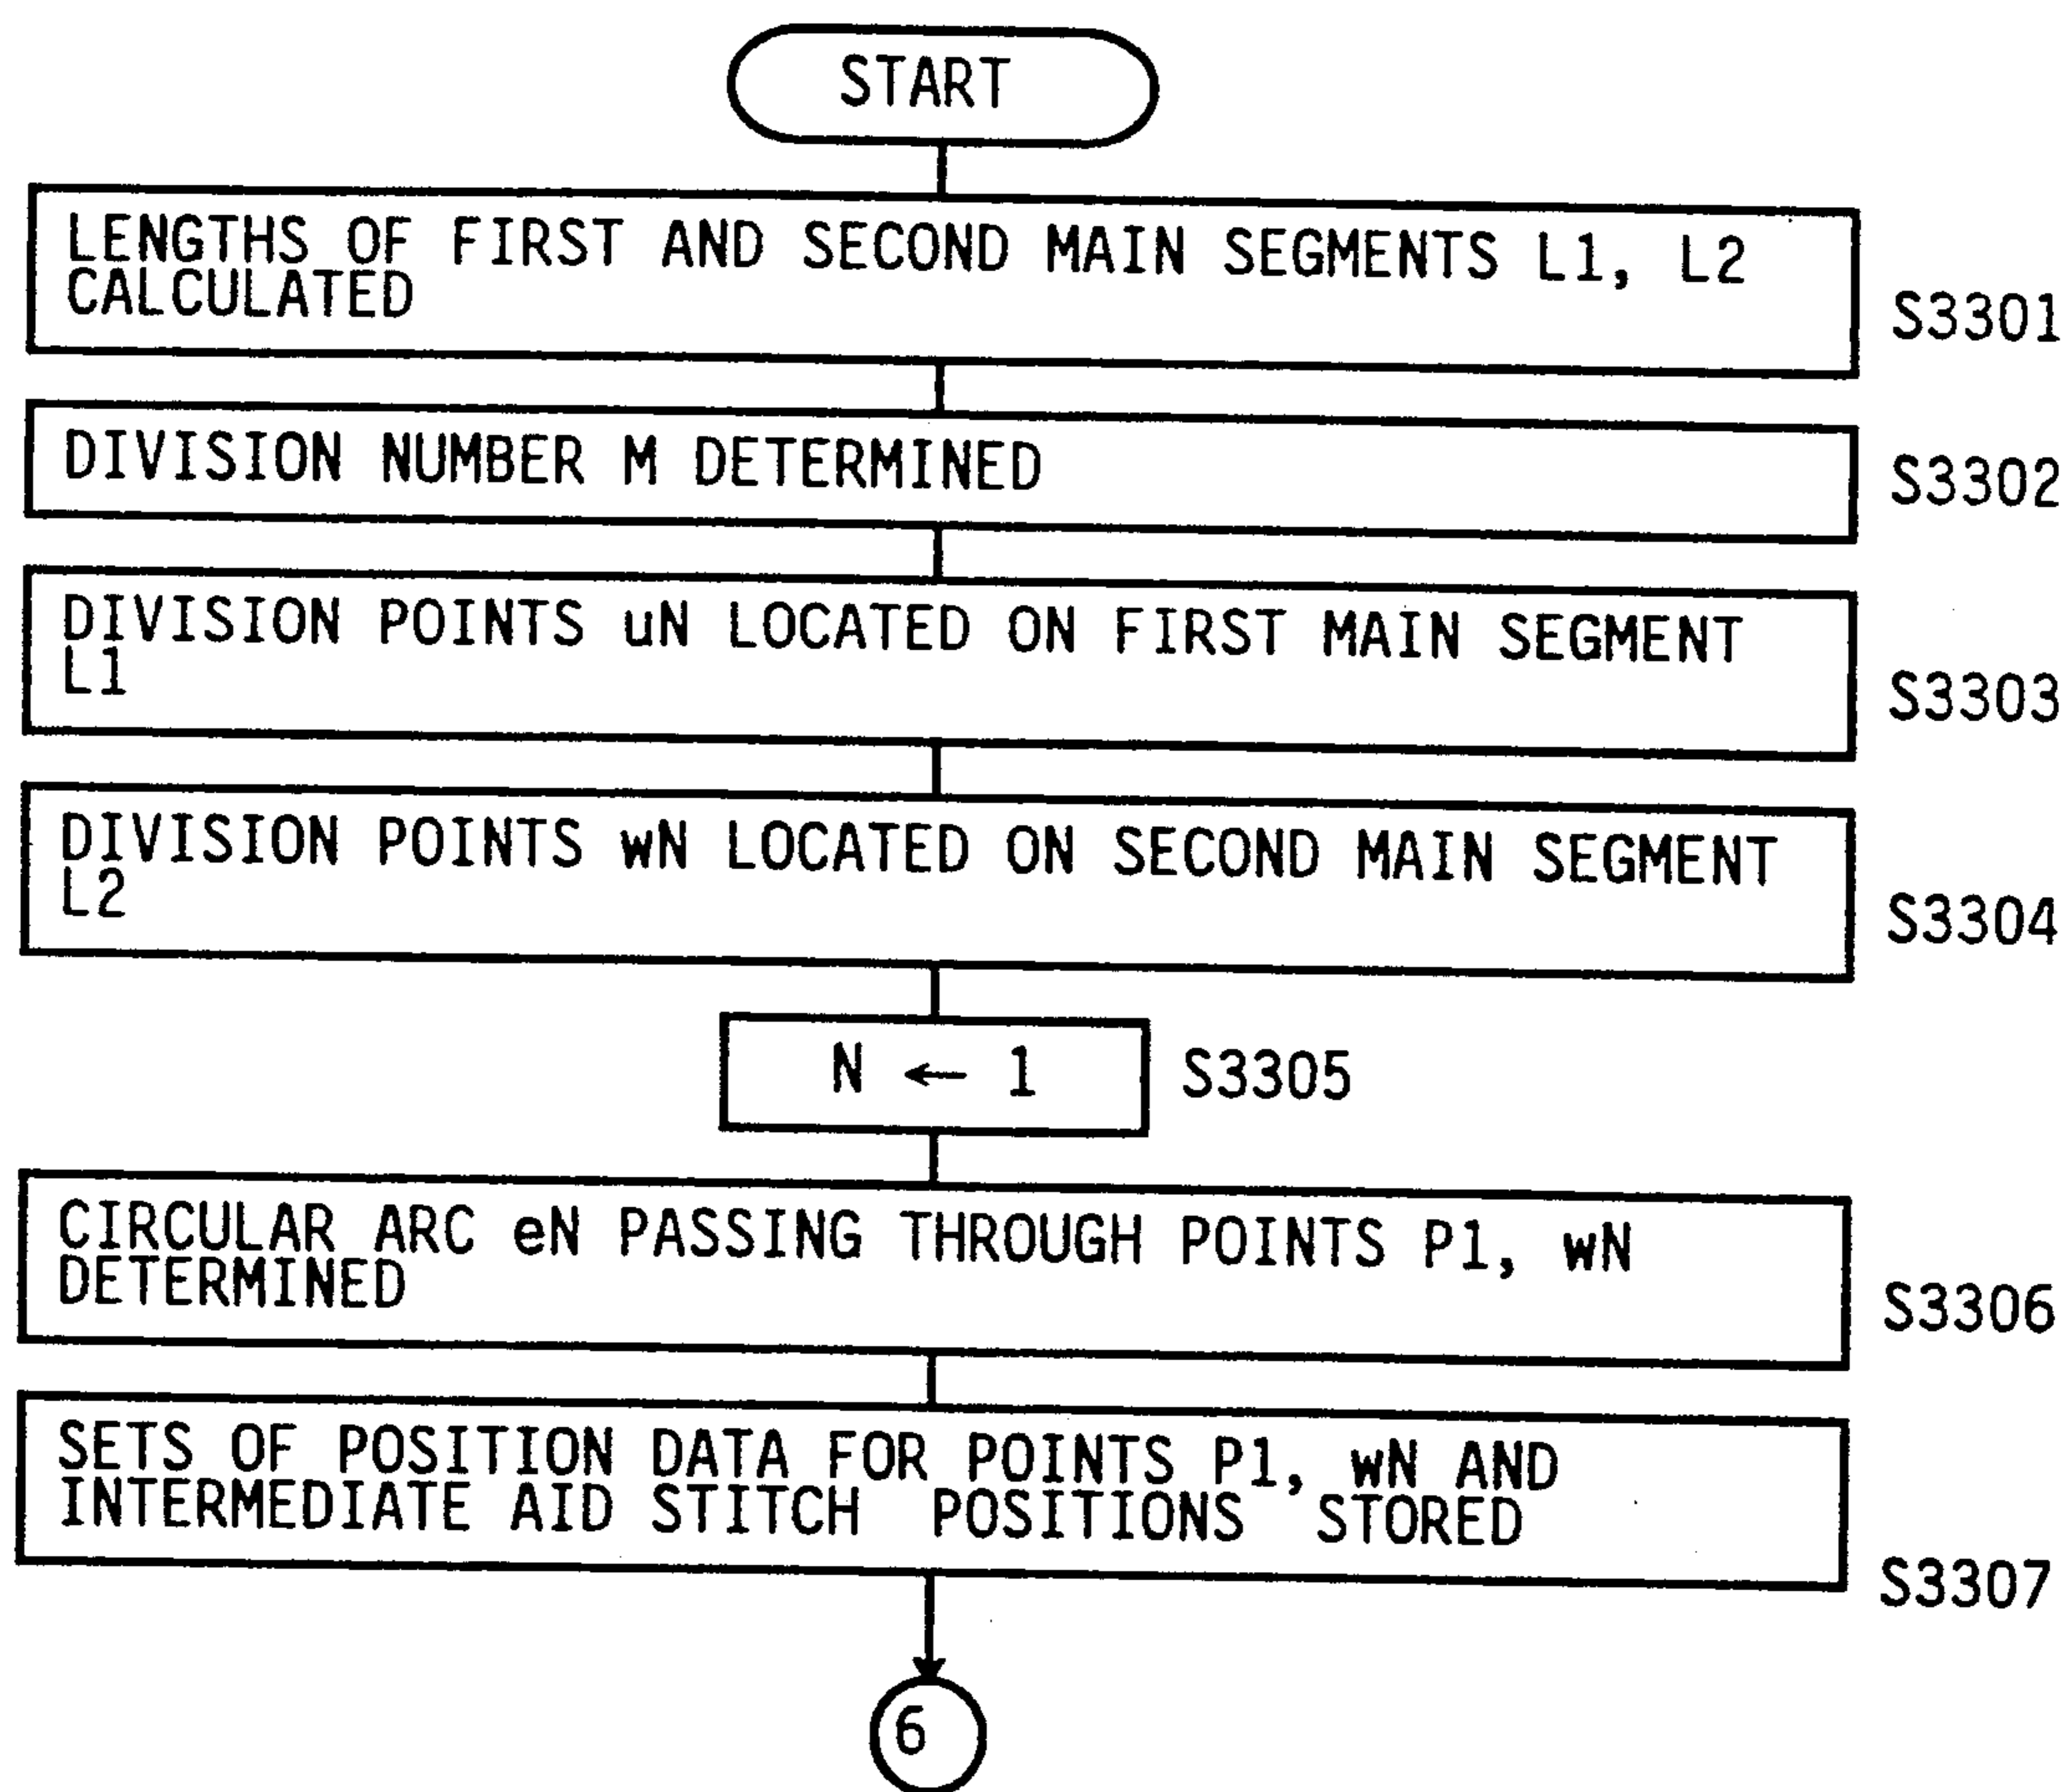 START
LENGTHS OF FIRST AND SECOND MAIN SEGMENTS L1, L2
CALCULATED
S3301
DIVISION NUMBER M DETERMINED
S3302
DIVISION POINTS uN LOCATED ON FIRST MAIN SEGMENT
L1
S3303
DIVISION POINTS wN LOCATED ON SECOND MAIN SEGMENT
L2
S3304
N ← 1
S3305
CIRCULAR ARC eN PASSING THROUGH POINTS P1, wN
DETERMINED
S3306
SETS OF POSITION DATA FOR POINTS P1, wN AND
INTERMEDIATE AID STITCH POSITIONS STORED
S3307
6